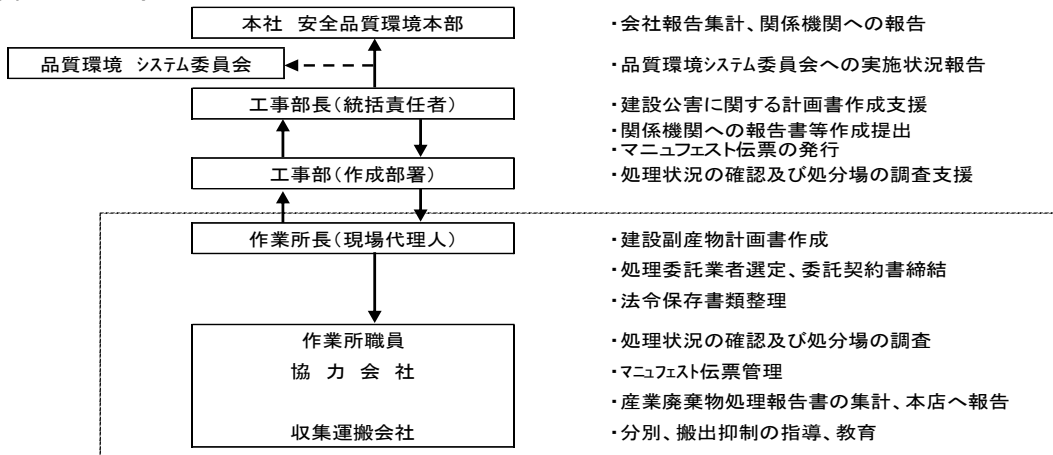 本社 安全品質環境本部
・会社報告集計、関係機関への報告
品質環境 システム委員会
・品質環境システム委員会への実施状況報告
工事部長(統括責任者)
・建設公害に関する計画書作成支援
・関係機関への報告書等作成提出
・マニュフェスト伝票の発行
工事部(作成部署)
・処理状況の確認及び処分場の調査支援
作業所長(現場代理人)
・建設副産物計画書作成
・処理委託業者選定、委託契約書締結
・法令保存書類整理
作業所職員
・処理状況の確認及び処分場の調査
協 力 会 社
・マニュフェスト伝票管理
・産業廃棄物処理報告書の集計、本店へ報告
収集運搬会社
・分別、搬出抑制の指導、教育